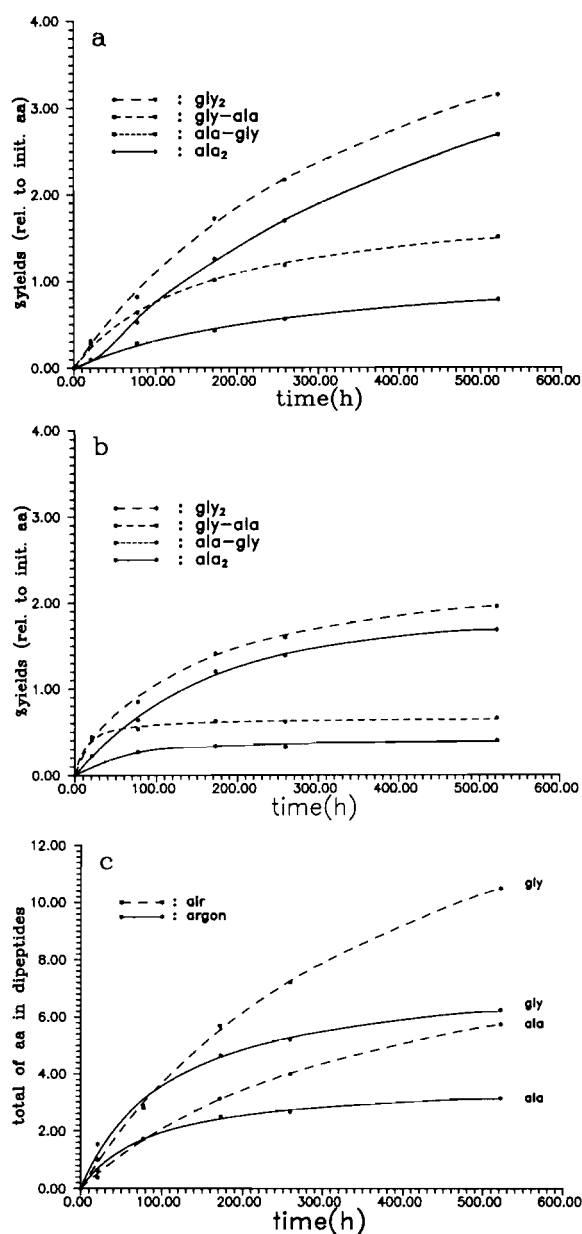 a
4.00
3.00
2.00
1.00
0.00
%yields (rel. to init. aa)
: gly2
: gly-ala
: ala-gly
: ala2
0.00 100.00 200.00 300.00 400.00 500.00 600.00
time(h)
b
4.00
3.00
2.00
1.00
0.00
%yields (rel. to init. aa)
: gly2
: gly-ala
: ala-gly
: ala2
0.00 100.00 200.00 300.00 400.00 500.00 600.00
time(h)
c
12.00
10.00
8.00
6.00
4.00
2.00
0.00
total of aa in dipeptides
: air
: argon
gly
gly
ala
ala
0.00 100.00 200.00 300.00 400.00 500.00 600.00
time(h)